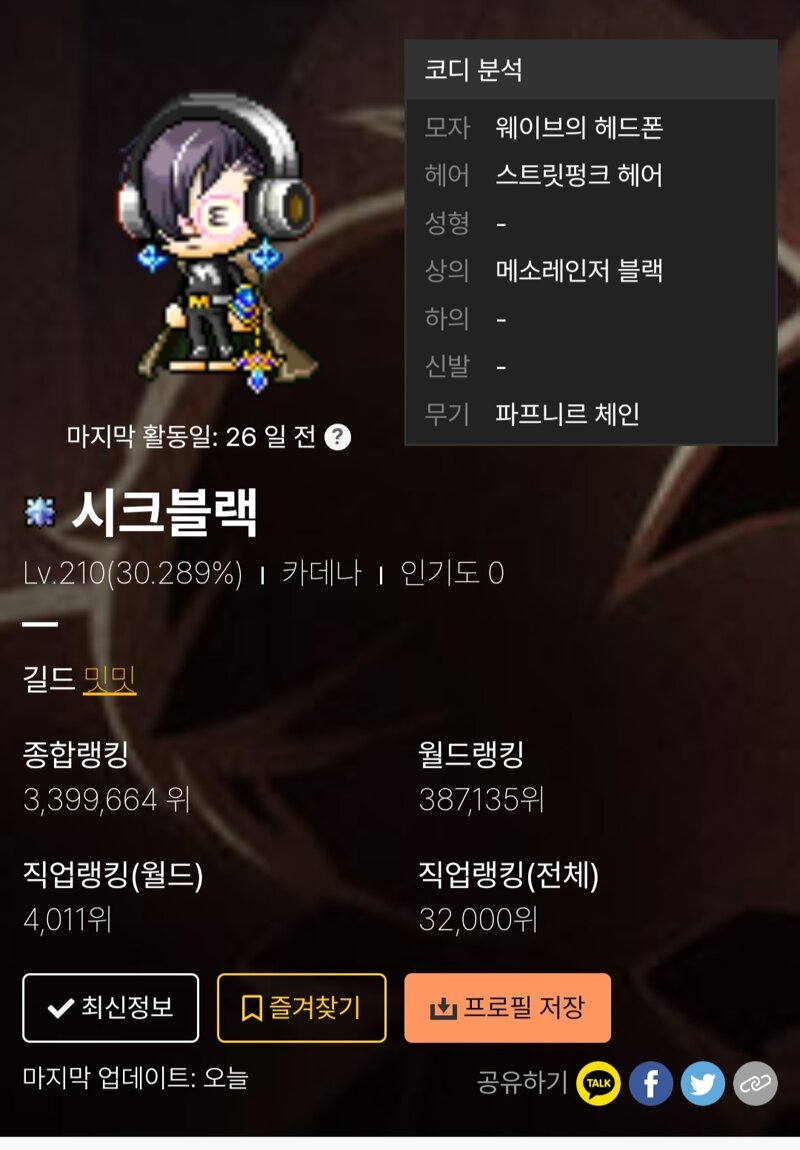 코디 분석
모자 웨이브의 헤드폰
헤어 스트릿펑크 헤어
성형 -
상의 메소레인저 블랙
하의 -
신발 -
무기 파프니르 체인
마지막 활동일: 26 일 전 ?
시크블랙
Lv.210(30.289%) | 카데나 | 인기도 0
길드 밋밋
종합랭킹 월드랭킹
3,399,664 위 387,135위
직업랭킹(월드) 직업랭킹(전체)
4,011위 32,000위
최신정보 즐겨찾기 프로필 저장
마지막 업데이트: 오늘 공유하기 TALK f